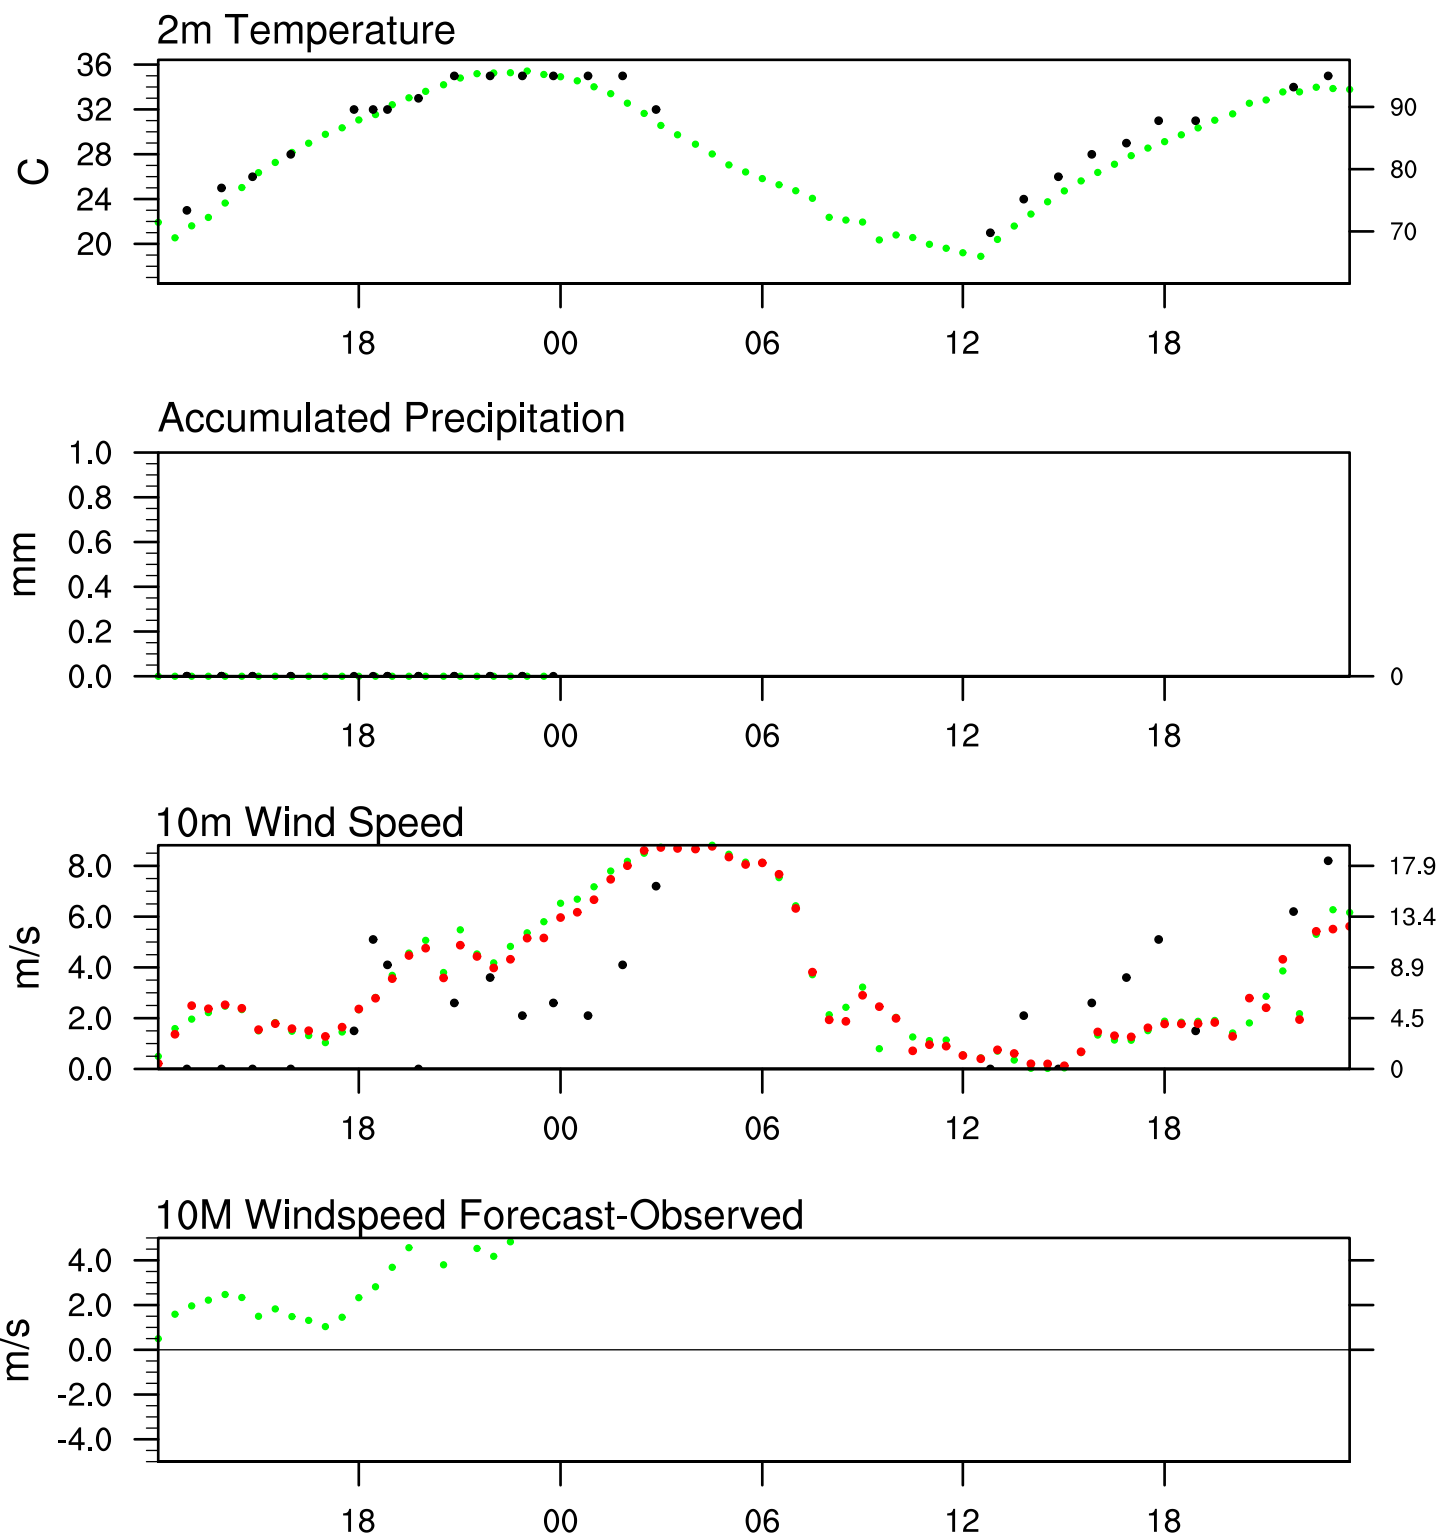 2m Temperature
36
32
28
24
20
C
90
80
70
18 00 06 12 18
Accumulated Precipitation
1.0
0.8
0.6
0.4
0.2
0.0
mm
0
18 00 06 12 18
10m Wind Speed
8.0
6.0
4.0
2.0
0.0
m/s
17.9
13.4
8.9
4.5
0
18 00 06 12 18
10M Windspeed Forecast-Observed
4.0
2.0
0.0
-2.0
-4.0
m/s
18 00 06 12 18